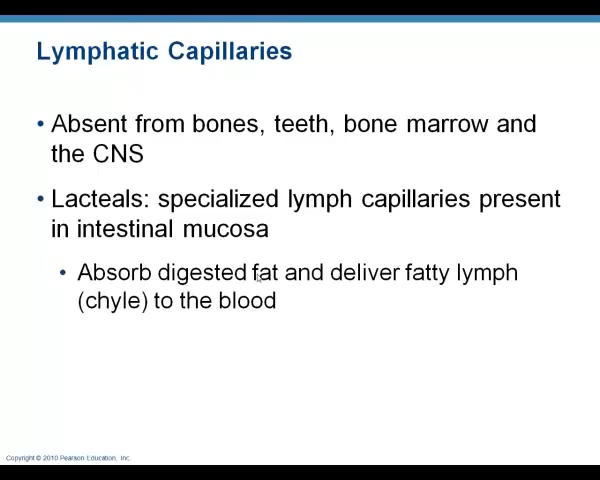 Lymphatic Capillaries
• Absent from bones, teeth, bone marrow and
the CNS
• Lacteals: specialized lymph capillaries present
in intestinal mucosa
• Absorb digested fat and deliver fatty lymph
(chyle) to the blood
Copyright © 2010 Pearson Education, Inc.